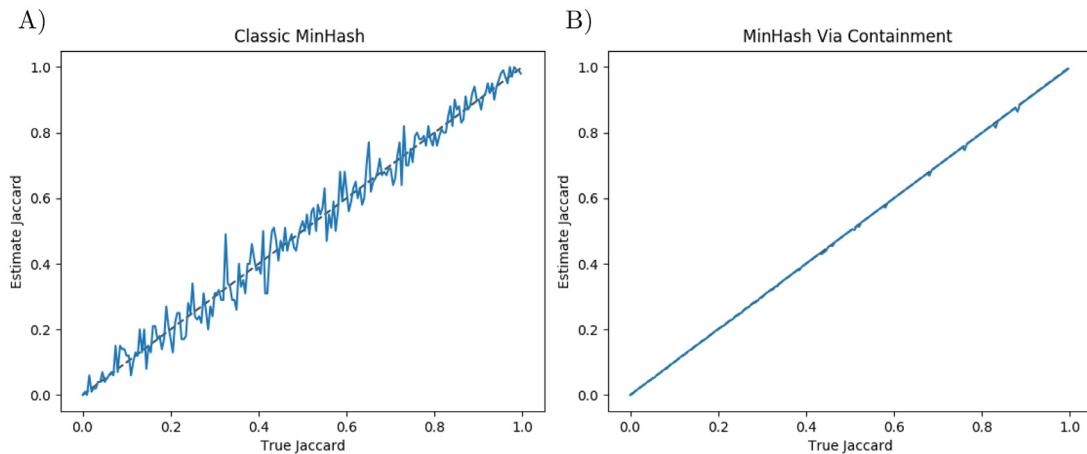 A)
Classic MinHash
1.0
0.8
0.6
0.4
0.2
0.0
Estimate Jaccard
0.0 0.2 0.4 0.6 0.8 1.0
True Jaccard
B)
MinHash Via Containment
1.0
0.8
0.6
0.4
0.2
0.0
Estimate Jaccard
0.0 0.2 0.4 0.6 0.8 1.0
True Jaccard